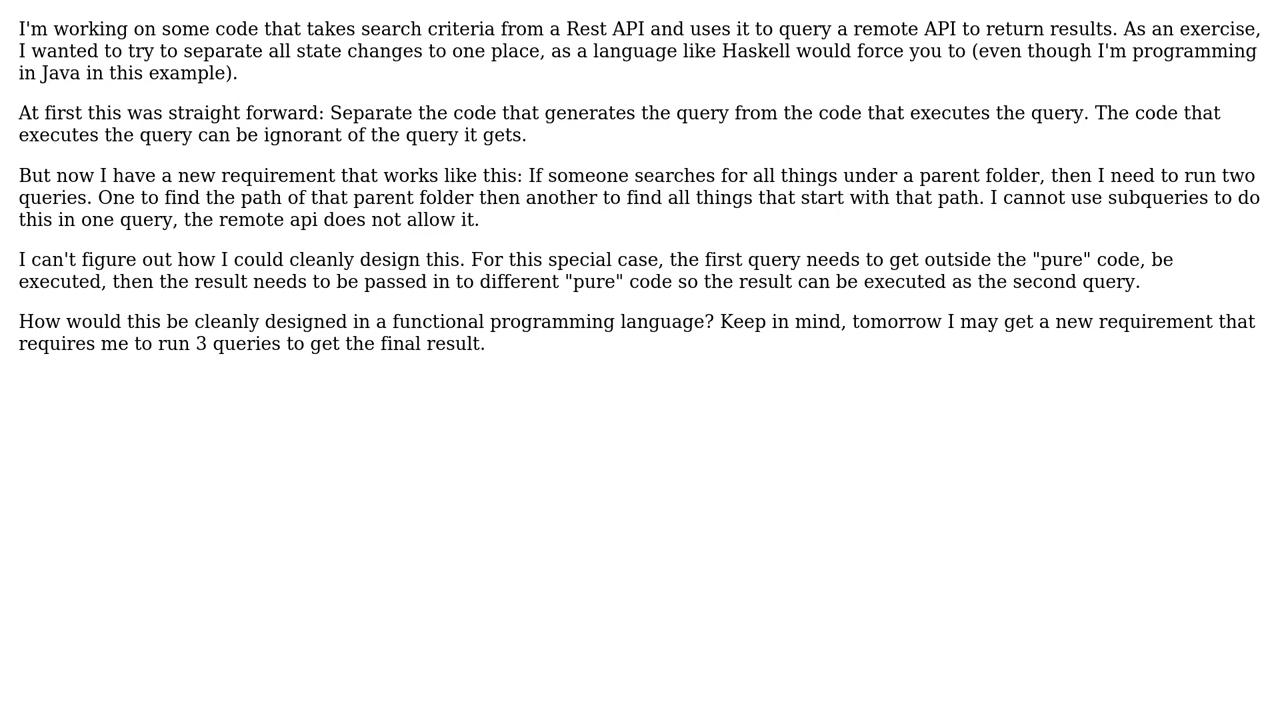 I'm working on some code that takes search criteria from a Rest API and uses it to query a remote API to return results. As an exercise,
I wanted to try to separate all state changes to one place, as a language like Haskell would force you to (even though I'm programming
in Java in this example).
At first this was straight forward: Separate the code that generates the query from the code that executes the query. The code that
executes the query can be ignorant of the query it gets.
But now I have a new requirement that works like this: If someone searches for all things under a parent folder, then I need to run two
queries. One to find the path of that parent folder then another to find all things that start with that path. I cannot use subqueries to do
this in one query, the remote api does not allow it.
I can't figure out how I could cleanly design this. For this special case, the first query needs to get outside the "pure" code, be
executed, then the result needs to be passed in to different "pure" code so the result can be executed as the second query.
How would this be cleanly designed in a functional programming language? Keep in mind, tomorrow I may get a new requirement that
requires me to run 3 queries to get the final result.